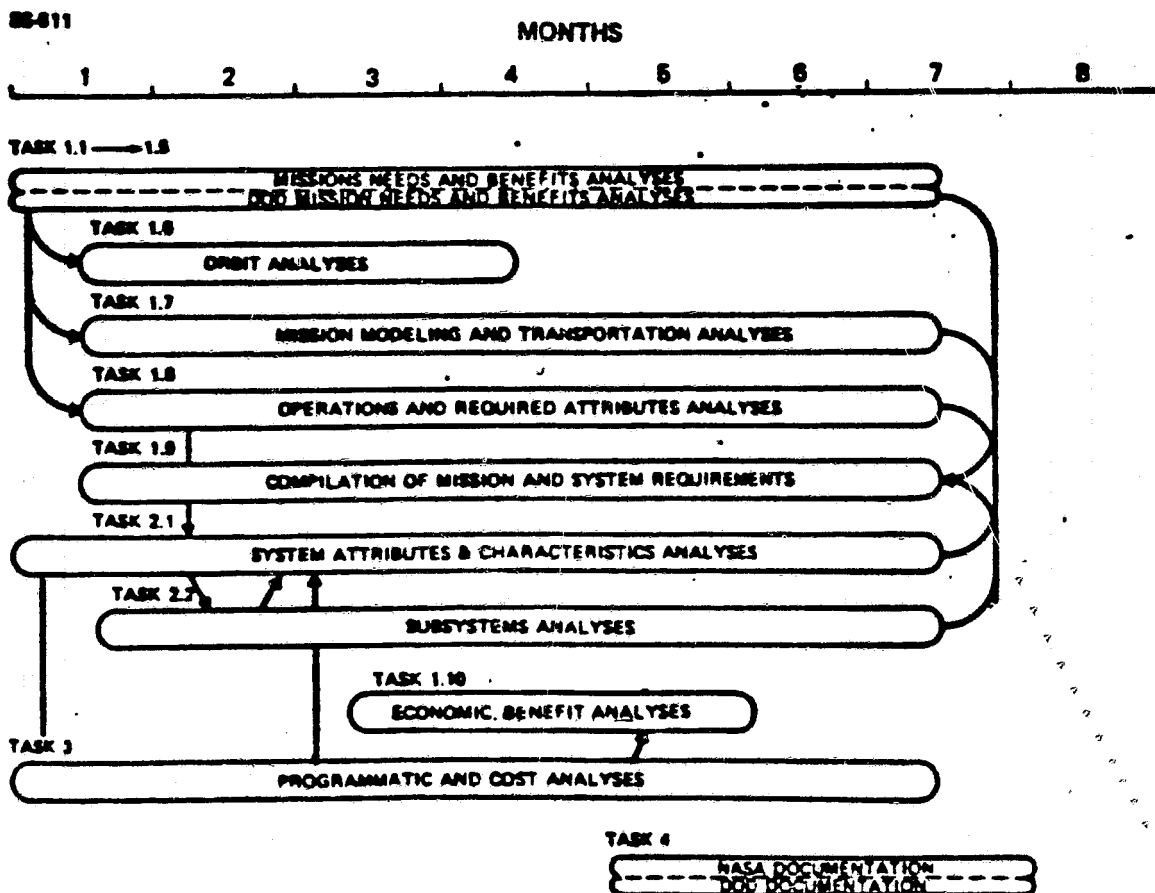 MONTHS
1 2 3 4 5 6 7 8
TASK 1.1 → 1.5
MISSIONS NEEDS AND BENEFITS ANALYSES
DOD MISSION NEEDS AND BENEFITS ANALYSES
TASK 1.6
ORBIT ANALYSES
TASK 1.7
MISSION MODELING AND TRANSPORTATION ANALYSES
TASK 1.8
OPERATIONS AND REQUIRED ATTRIBUTES ANALYSES
TASK 1.9
COMPILATION OF MISSION AND SYSTEM REQUIREMENTS
TASK 2.1
SYSTEM ATTRIBUTES & CHARACTERISTICS ANALYSES
TASK 2.2
SUBSYSTEMS ANALYSES
TASK 1.10
ECONOMIC BENEFIT ANALYSES
TASK 3
PROGRAMMATIC AND COST ANALYSES
TASK 4
NASA DOCUMENTATION
DOD DOCUMENTATION